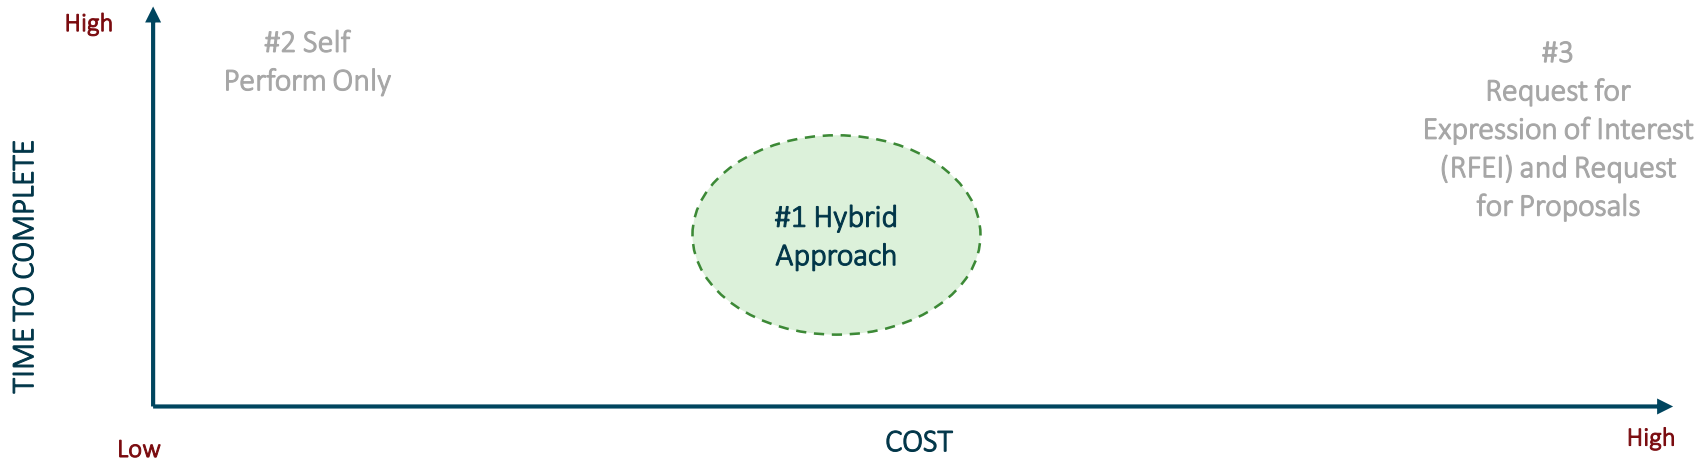 High
#2 Self
Perform Only
#3
Request for
Expression of Interest
(RFEI) and Request
for Proposals
TIME TO COMPLETE
#1 Hybrid
Approach
Low
COST
High